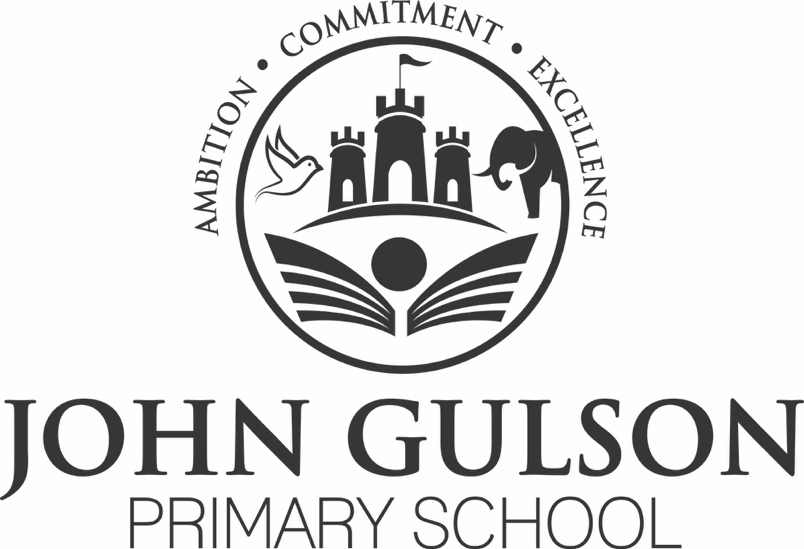 AMBITION • COMMITMENT • EXCELLENCE
JOHN GULSON
PRIMARY SCHOOL